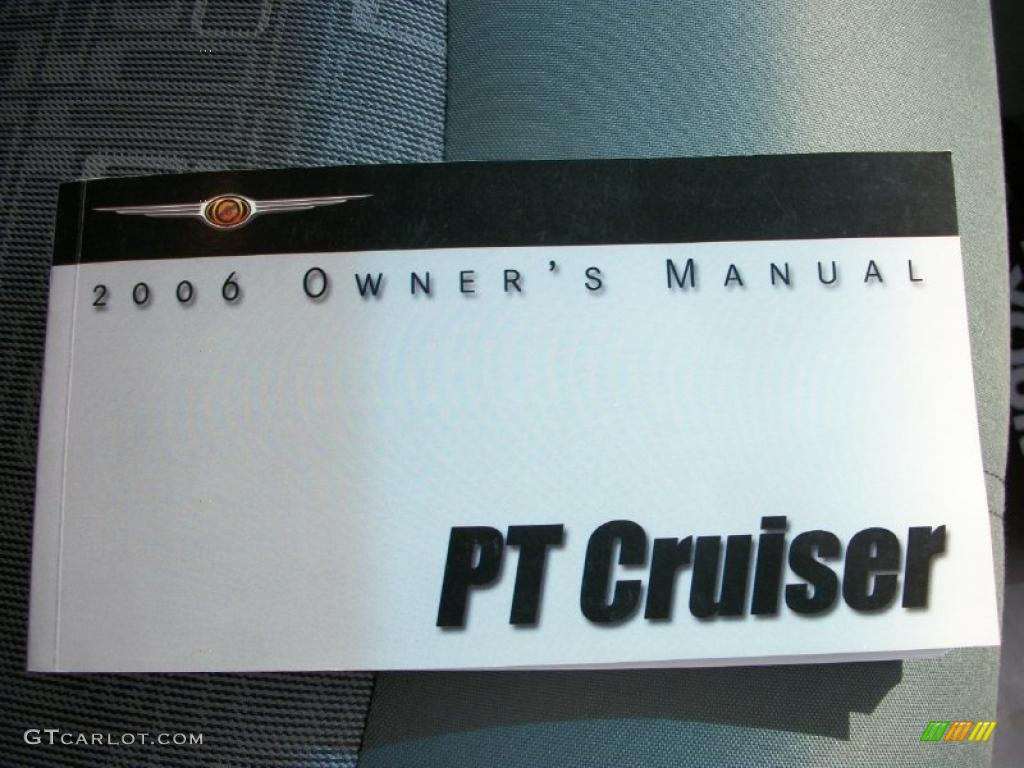 2006 OWNER'S MANUAL
PT Cruiser
GTCARLOT.COM